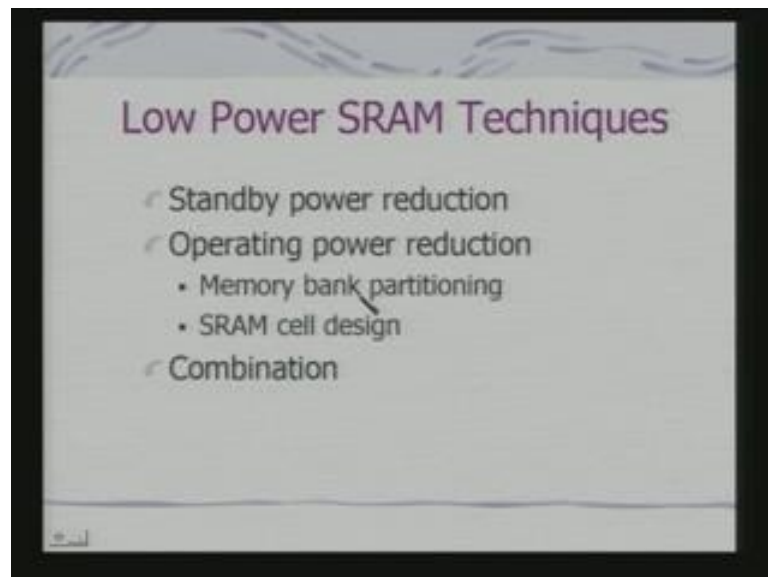 Low Power SRAM Techniques
Standby power reduction
Operating power reduction
• Memory bank partitioning
• SRAM cell design
Combination